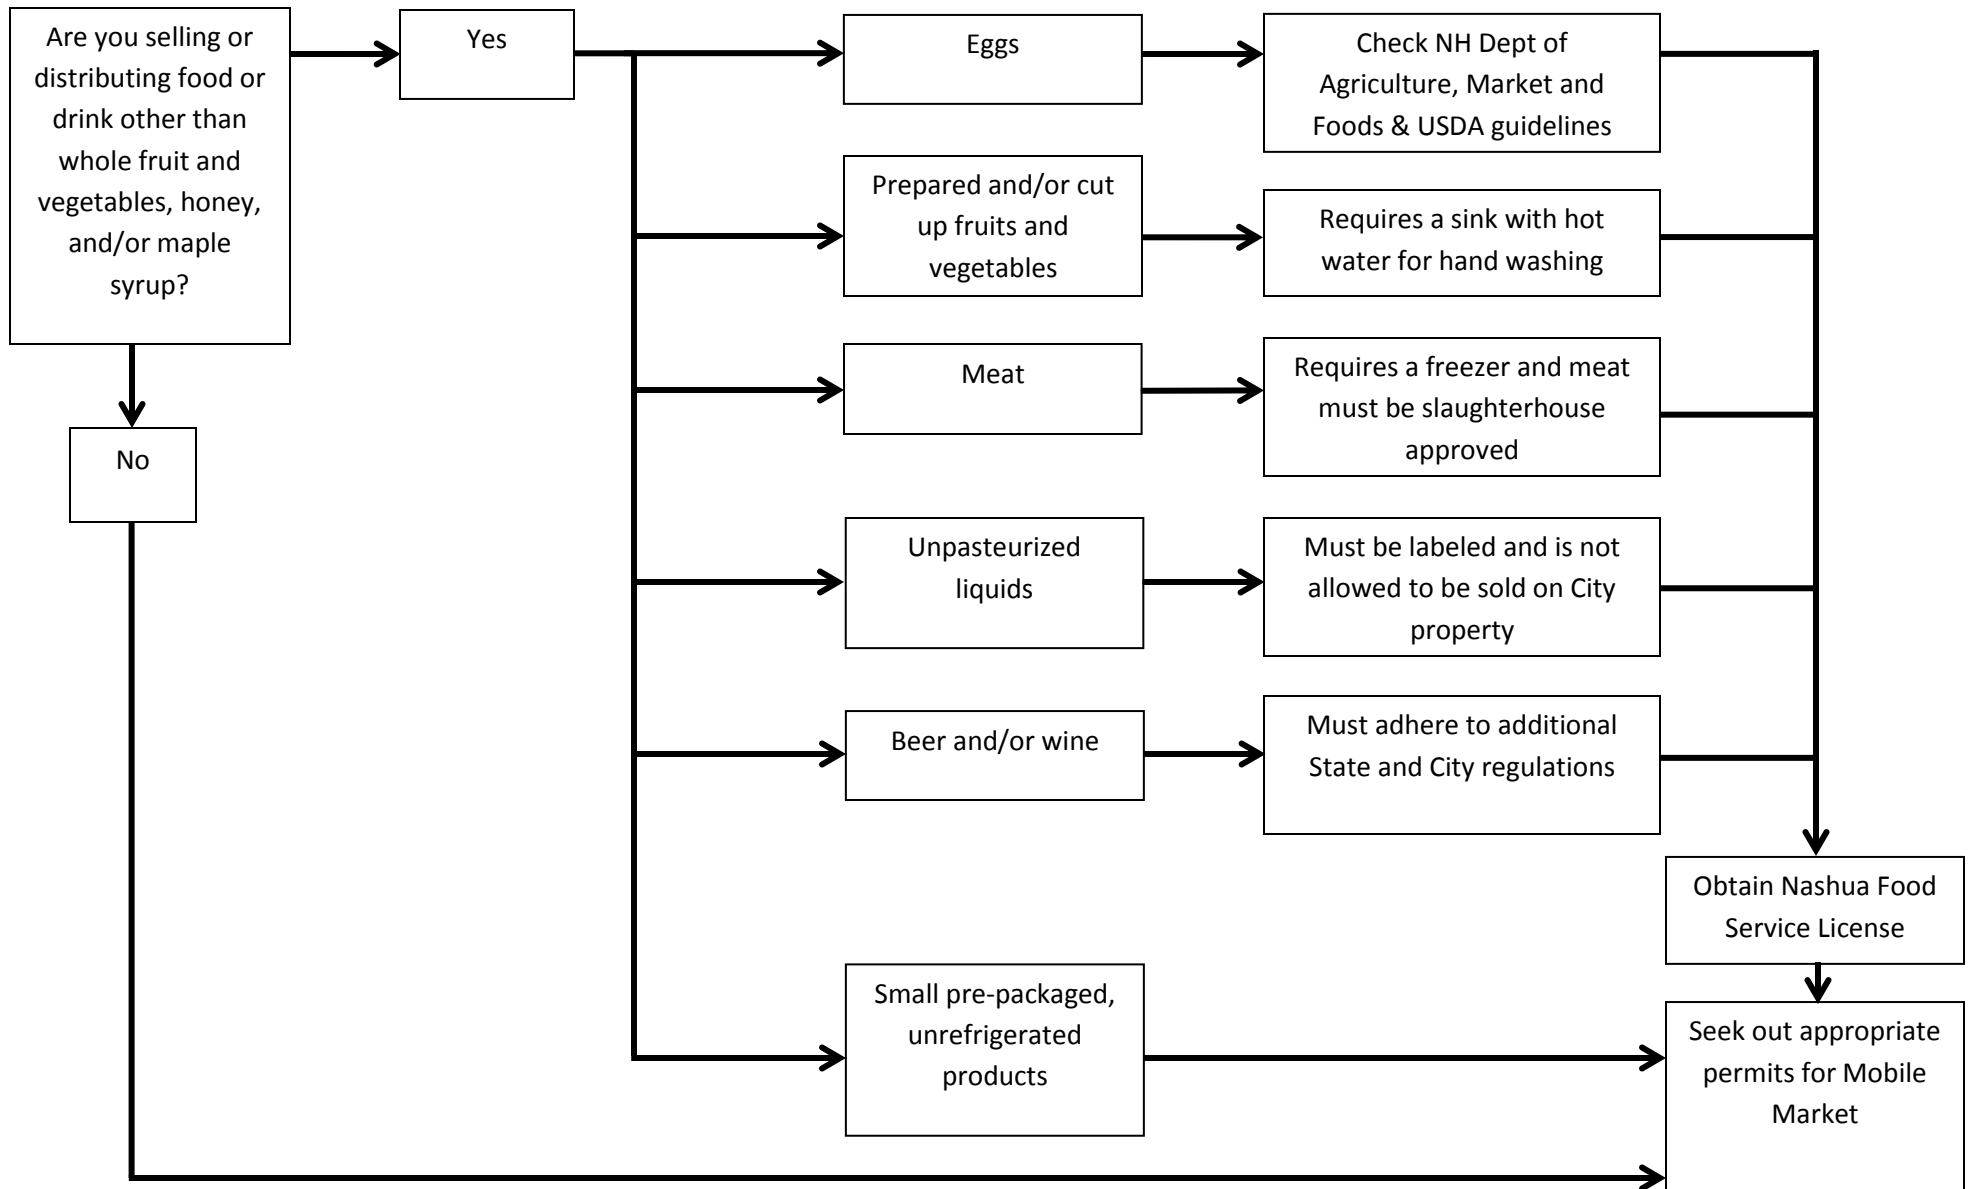 Are you selling or
distributing food or
drink other than
whole fruit and
vegetables, honey,
and/or maple
syrup?
Yes
No
Eggs
Check NH Dept of
Agriculture, Market and
Foods & USDA guidelines
Prepared and/or cut
up fruits and
vegetables
Requires a sink with hot
water for hand washing
Meat
Requires a freezer and meat
must be slaughterhouse
approved
Unpasteurized
liquids
Must be labeled and is not
allowed to be sold on City
property
Beer and/or wine
Must adhere to additional
State and City regulations
Small pre-packaged,
unrefrigerated
products
Obtain Nashua Food
Service License
Seek out appropriate
permits for Mobile
Market